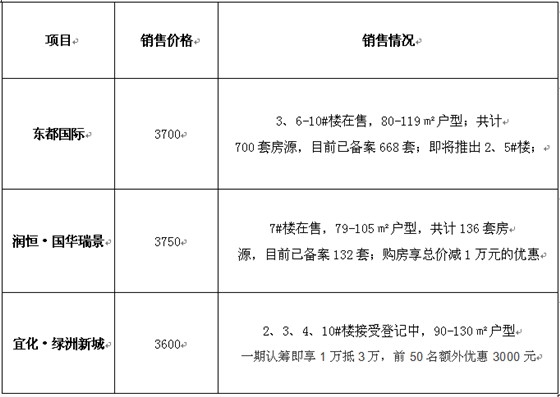 项目 销售价格 销售情况
东都国际 3700 3、6-10#楼在售，80-119㎡户型；共计
700套房源，目前已备案668套；即将推出2、5#楼；
润恒·国华瑞景 3750 7#楼在售，79-105㎡户型，共计136套房
源，目前已备案132套；购房享总价减1万元的优惠
宜化·绿洲新城 3600 2、3、4、10#楼接受登记中，90-130㎡户型
一期认筹即享1万抵3万，前50名额外优惠3000元